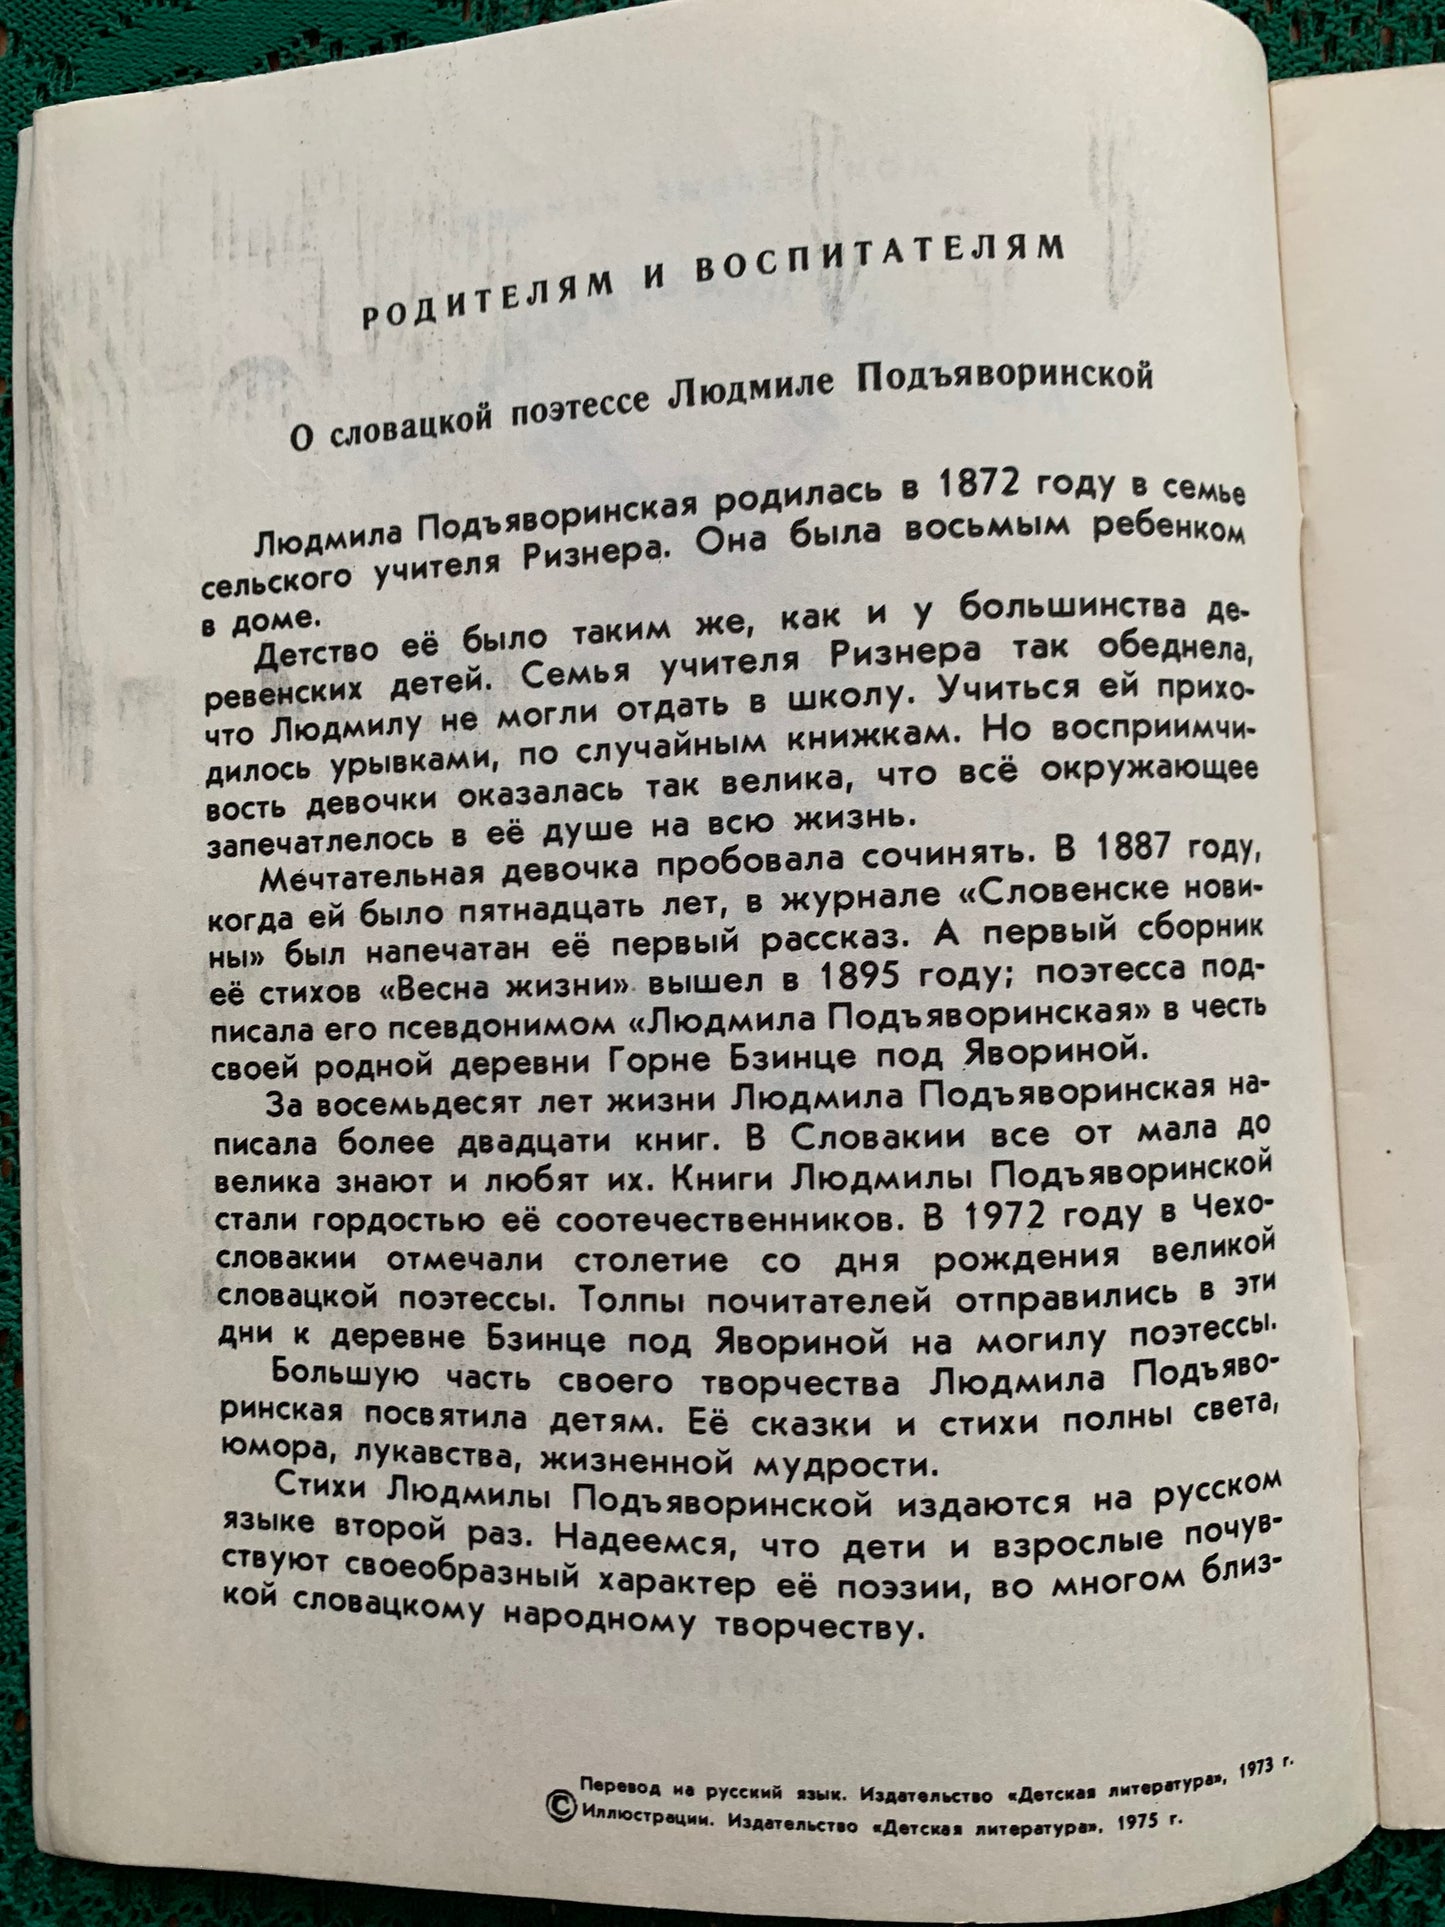 РОДИТЕЛЯМ И ВОСПИТАТЕЛЯМ
О словацкой поэтессе Людмиле Подъяворинской
Людмила Подъяворинская родилась в 1872 году в семье
сельского учителя Ризнера. Она была восьмым ребенком
в доме.
Детство её было таким же, как и у большинства де-
ревенских детей. Семья учителя Ризнера так обеднела,
что Людмилу не могли отдать в школу. Учиться ей прихо-
дилось урывками, по случайным книжкам. Но восприимчи-
вость девочки оказалась так велика, что всё окружающее
запечатлелось в её душе на всю жизнь.
Мечтательная девочка пробовала сочинять. В 1887 году,
когда ей было пятнадцать лет, в журнале «Словенске нови-
ны» был напечатан её первый рассказ. А первый сборник
её стихов «Весна жизни» вышел в 1895 году; поэтесса под-
писала его псевдонимом «Людмила Подъяворинская» в честь
своей родной деревни Горне Бзинце под Явориной.
За восемьдесят лет жизни Людмила Подъяворинская на-
писала более двадцати книг. В Словакии все от мала до
велика знают и любят их. Книги Людмилы Подъяворинской
стали гордостью её соотечественников. В 1972 году в Чехо-
словакии отмечали столетие со дня рождения великой
словацкой поэтессы. Толпы почитателей отправились в эти
дни к деревне Бзинце под Явориной на могилу поэтессы.
Большую часть своего творчества Людмила Подъяво-
ринская посвятила детям. Её сказки и стихи полны света,
юмора, лукавства, жизненной мудрости.
Стихи Людмилы Подъяворинской издаются на русском
языке второй раз. Надеемся, что дети и взрослые почув-
ствуют своеобразный характер её поэзии, во многом близ-
кой словацкому народному творчеству.
Перевод на русский язык. Издательство «Детская литература», 1973 г.
© Иллюстрации. Издательство «Детская литература», 1975 г.